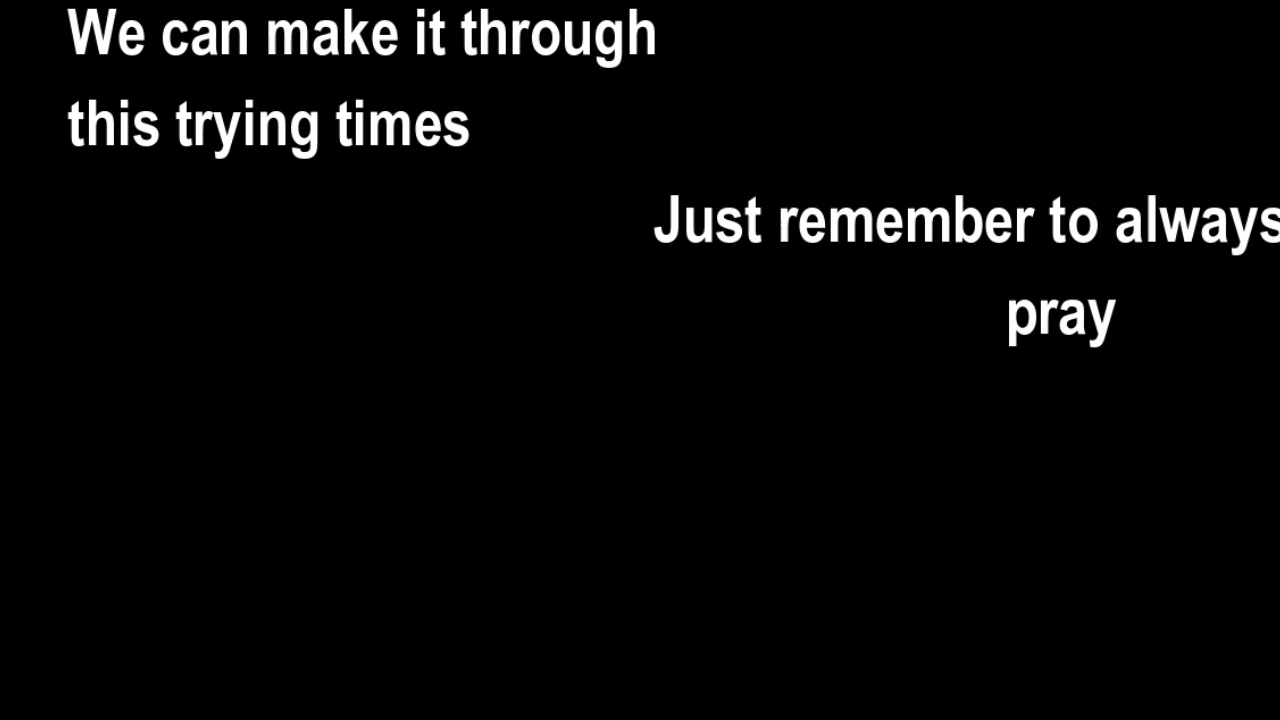 We can make it through
this trying times
Just remember to always
pray